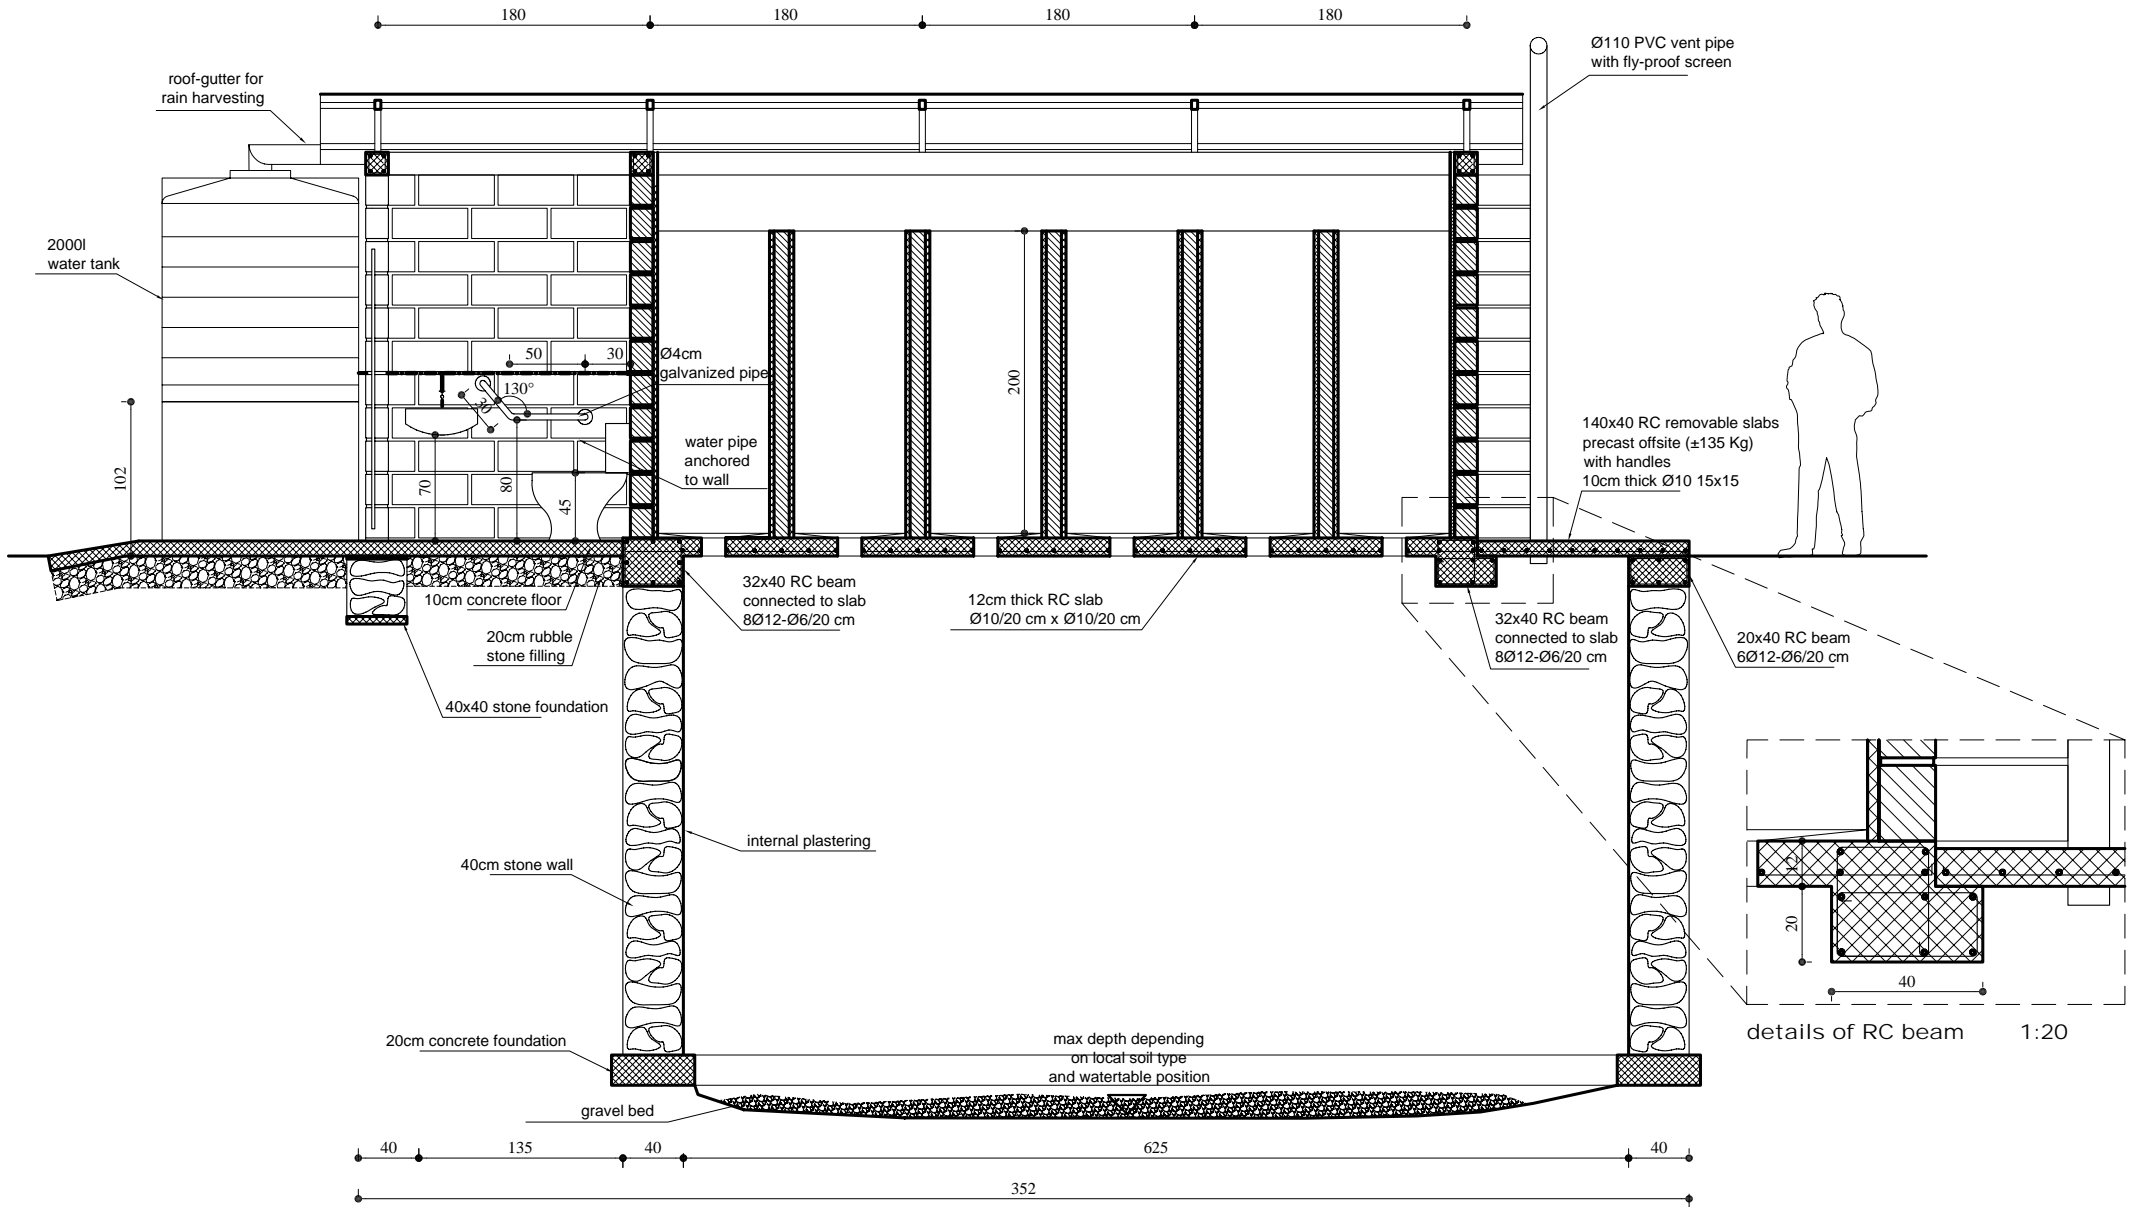 180 180 180 180
Ø110 PVC vent pipe
with fly-proof screen
roof-gutter for
rain harvesting
2000l
water tank
50 30
Ø4cm
galvanized pipe
130°
30
200
102
70
80
45
water pipe
anchored
to wall
140x40 RC removable slabs
precast offsite (±135 Kg)
with handles
10cm thick Ø10 15x15
10cm concrete floor
20cm rubble
stone filling
40x40 stone foundation
32x40 RC beam
connected to slab
8Ø12-Ø6/20 cm
12cm thick RC slab
Ø10/20 cm x Ø10/20 cm
32x40 RC beam
connected to slab
8Ø12-Ø6/20 cm
20x40 RC beam
6Ø12-Ø6/20 cm
internal plastering
40cm stone wall
12
20
40
details of RC beam 1:20
20cm concrete foundation
max depth depending
on local soil type
and watertable position
gravel bed
40 135 40 625 40
352